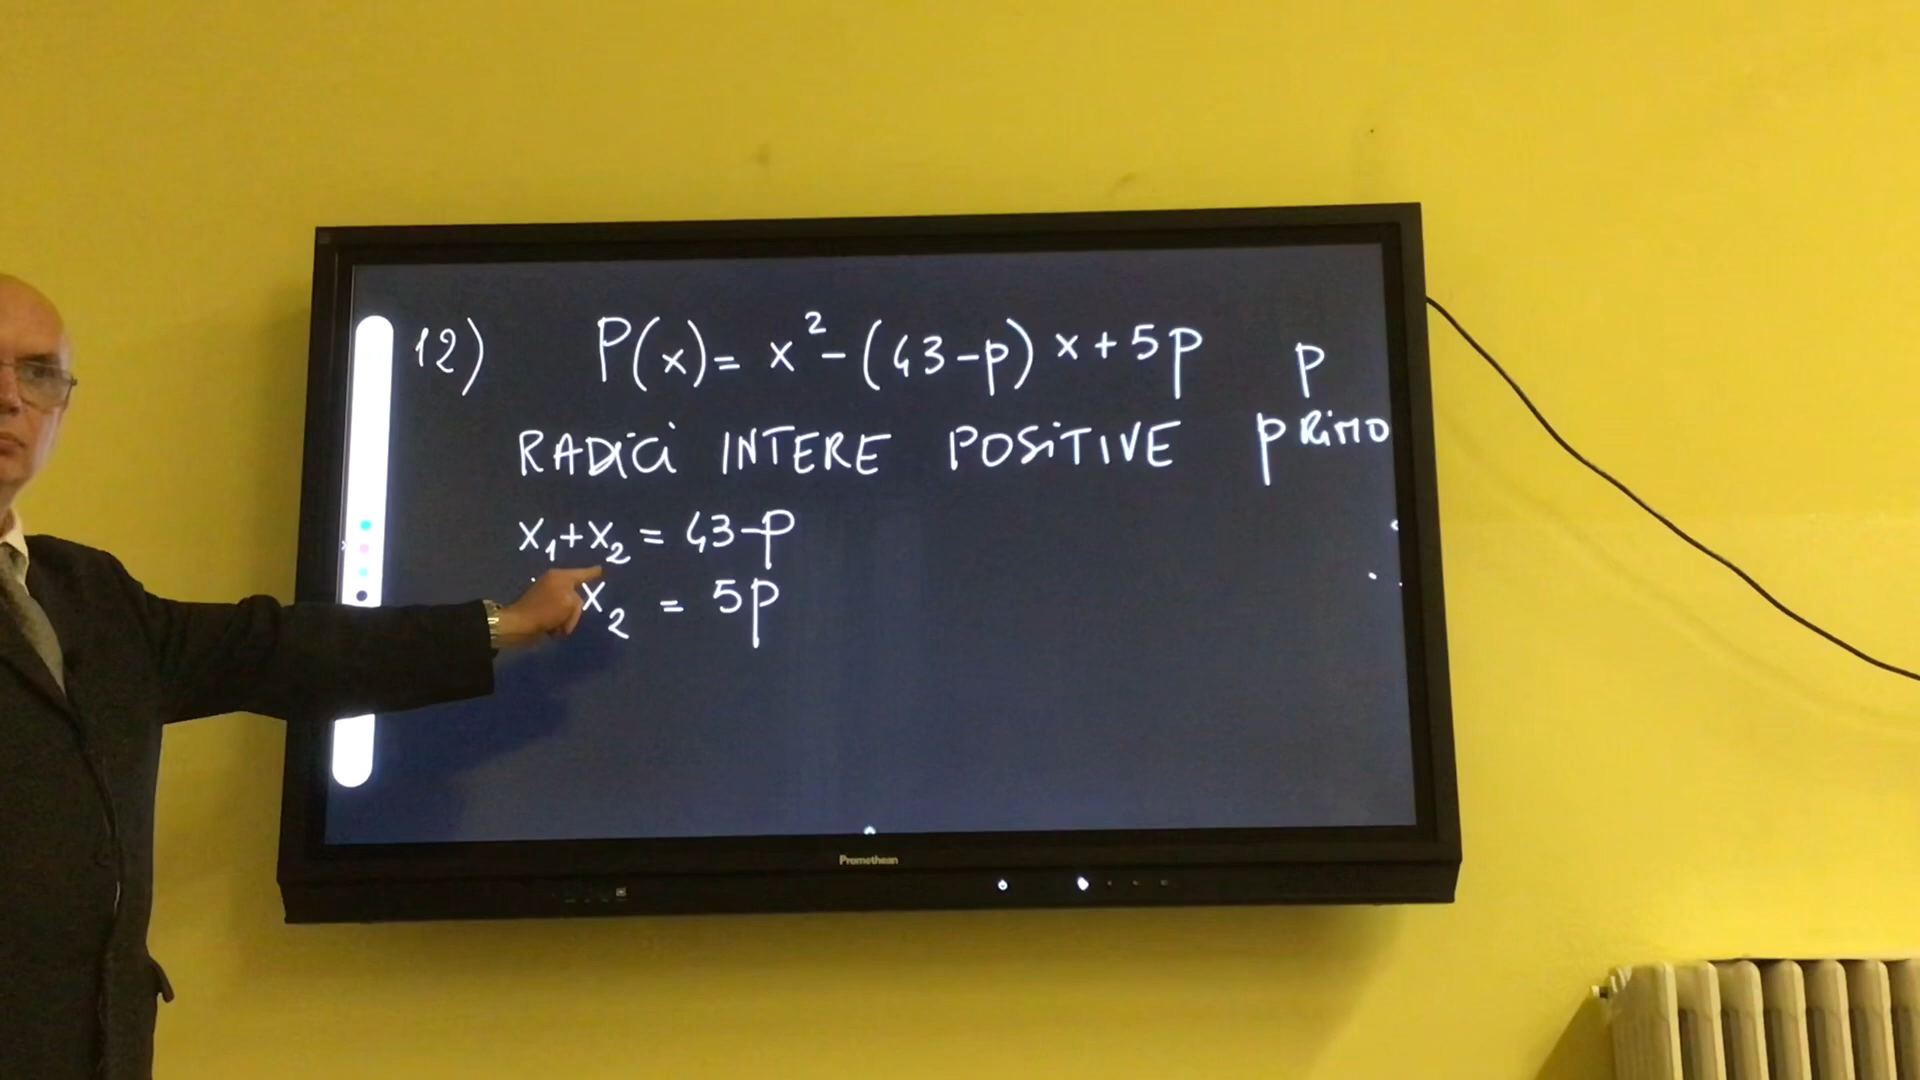 12) P(x) = x² - (43-p) x + 5p p
RADICI INTERE POSITIVE PRIMO
x₁+x₂ = 43-p
x₂ = 5p
Promethean